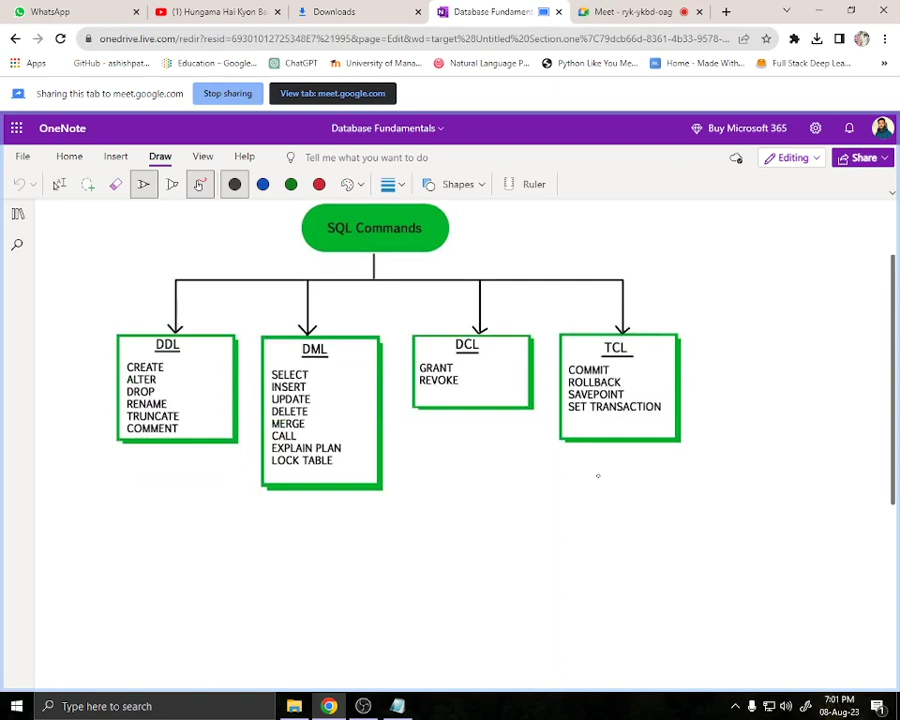 WhatsApp
(1) Hungama Hai Kyon Ba
Downloads
Database Fundament
Meet - ryk-ykbd-oag
onedrive.live.com/redir?resid=69301012725348E7%21995&page=Edit&wd=target%28Untitled%20Section.one%7C79dcb66d-8361-4b33-9578-...
Apps
GitHub - ashishpat...
Education – Google...
ChatGPT
University of Mana...
Natural Language P...
Python Like You Me...
Home - Made With...
Full Stack Deep Lea...
Sharing this tab to meet.google.com
Stop sharing
View tab: meet.google.com
OneNote
Database Fundamentals
Buy Microsoft 365
File
Home
Insert
Draw
View
Help
Tell me what you want to do
Editing
Share
Shapes
Ruler
SQL Commands
DDL
CREATE
ALTER
DROP
RENAME
TRUNCATE
COMMENT
DML
SELECT
INSERT
UPDATE
DELETE
MERGE
CALL
EXPLAIN PLAN
LOCK TABLE
DCL
GRANT
REVOKE
TCL
COMMIT
ROLLBACK
SAVEPOINT
SET TRANSACTION
Type here to search
7:01 PM
08-Aug-23
1